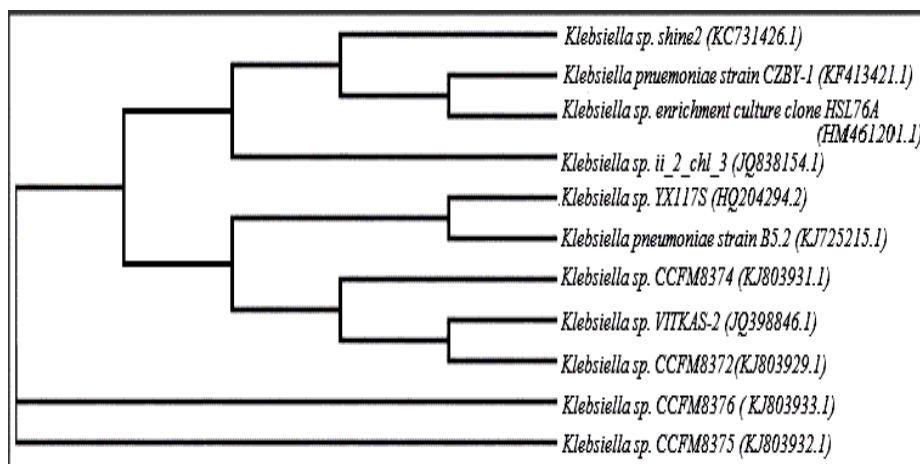 Klebsiella sp. shine2 (KC731426.1)
Klebsiella pnuemoniae strain CZBY-1 (KF413421.1)
Klebsiella sp. enrichment culture clone HSL76A
(HM461201.1)
Klebsiella sp. ii_2_chl_3 (JQ838154.1)
Klebsiella sp. YX117S (HQ204294.2)
Klebsiella pneumoniae strain B5.2 (KJ725215.1)
Klebsiella sp. CCFM8374 (KJ803931.1)
Klebsiella sp. VITKAS-2 (JQ398846.1)
Klebsiella sp. CCFM8372(KJ803929.1)
Klebsiella sp. CCFM8376 ( KJ803933.1)
Klebsiella sp. CCFM8375 (KJ803932.1)